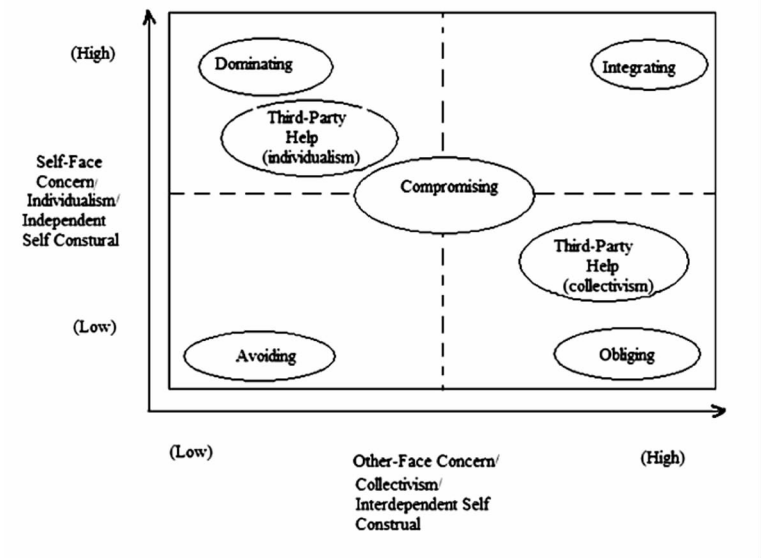 (High)
Dominating
Integrating
Third-Party
Help
(individualism)
Self-Face
Concern/
Individualism/
Independent
Self Constural
Compromising
Third-Party
Help
(collectivism)
(Low)
Avoiding
Obliging
(Low)
Other-Face Concern/
Collectivism/
Interdependent Self
Construal
(High)